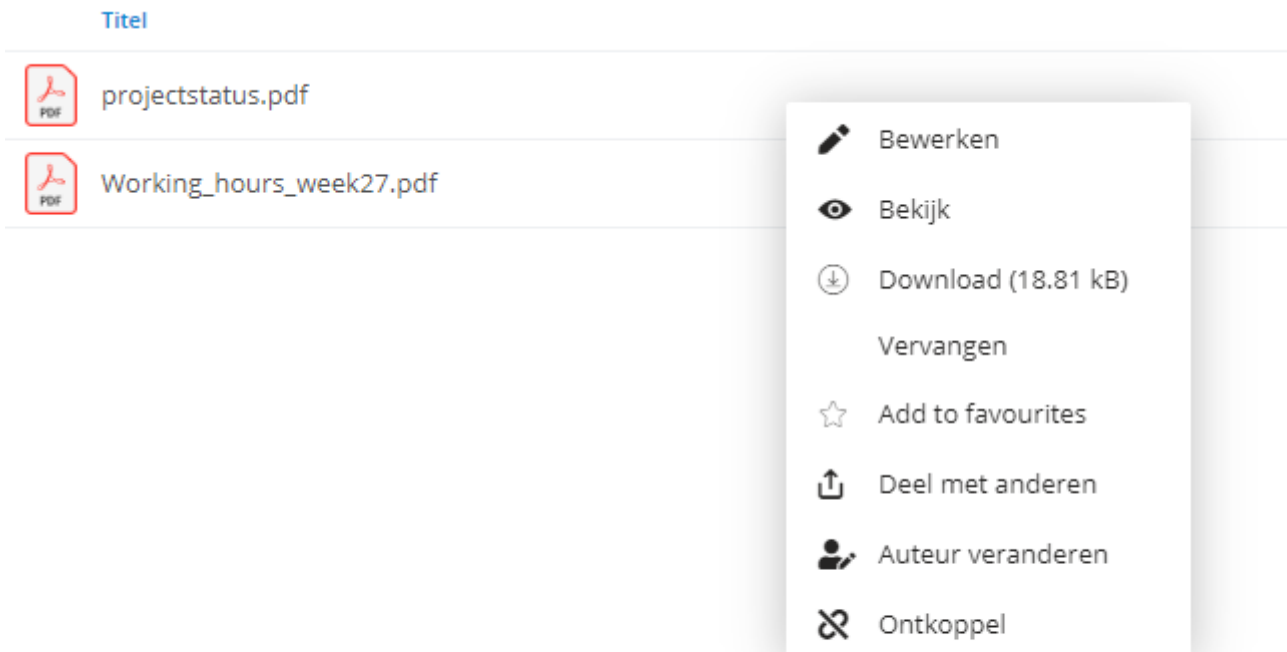 Titel
PDF
projectstatus.pdf
PDF
Working_hours_week27.pdf
Bewerken
Bekijk
Download (18.81 kB)
Vervangen
Add to favourites
Deel met anderen
Auteur veranderen
Ontkoppel